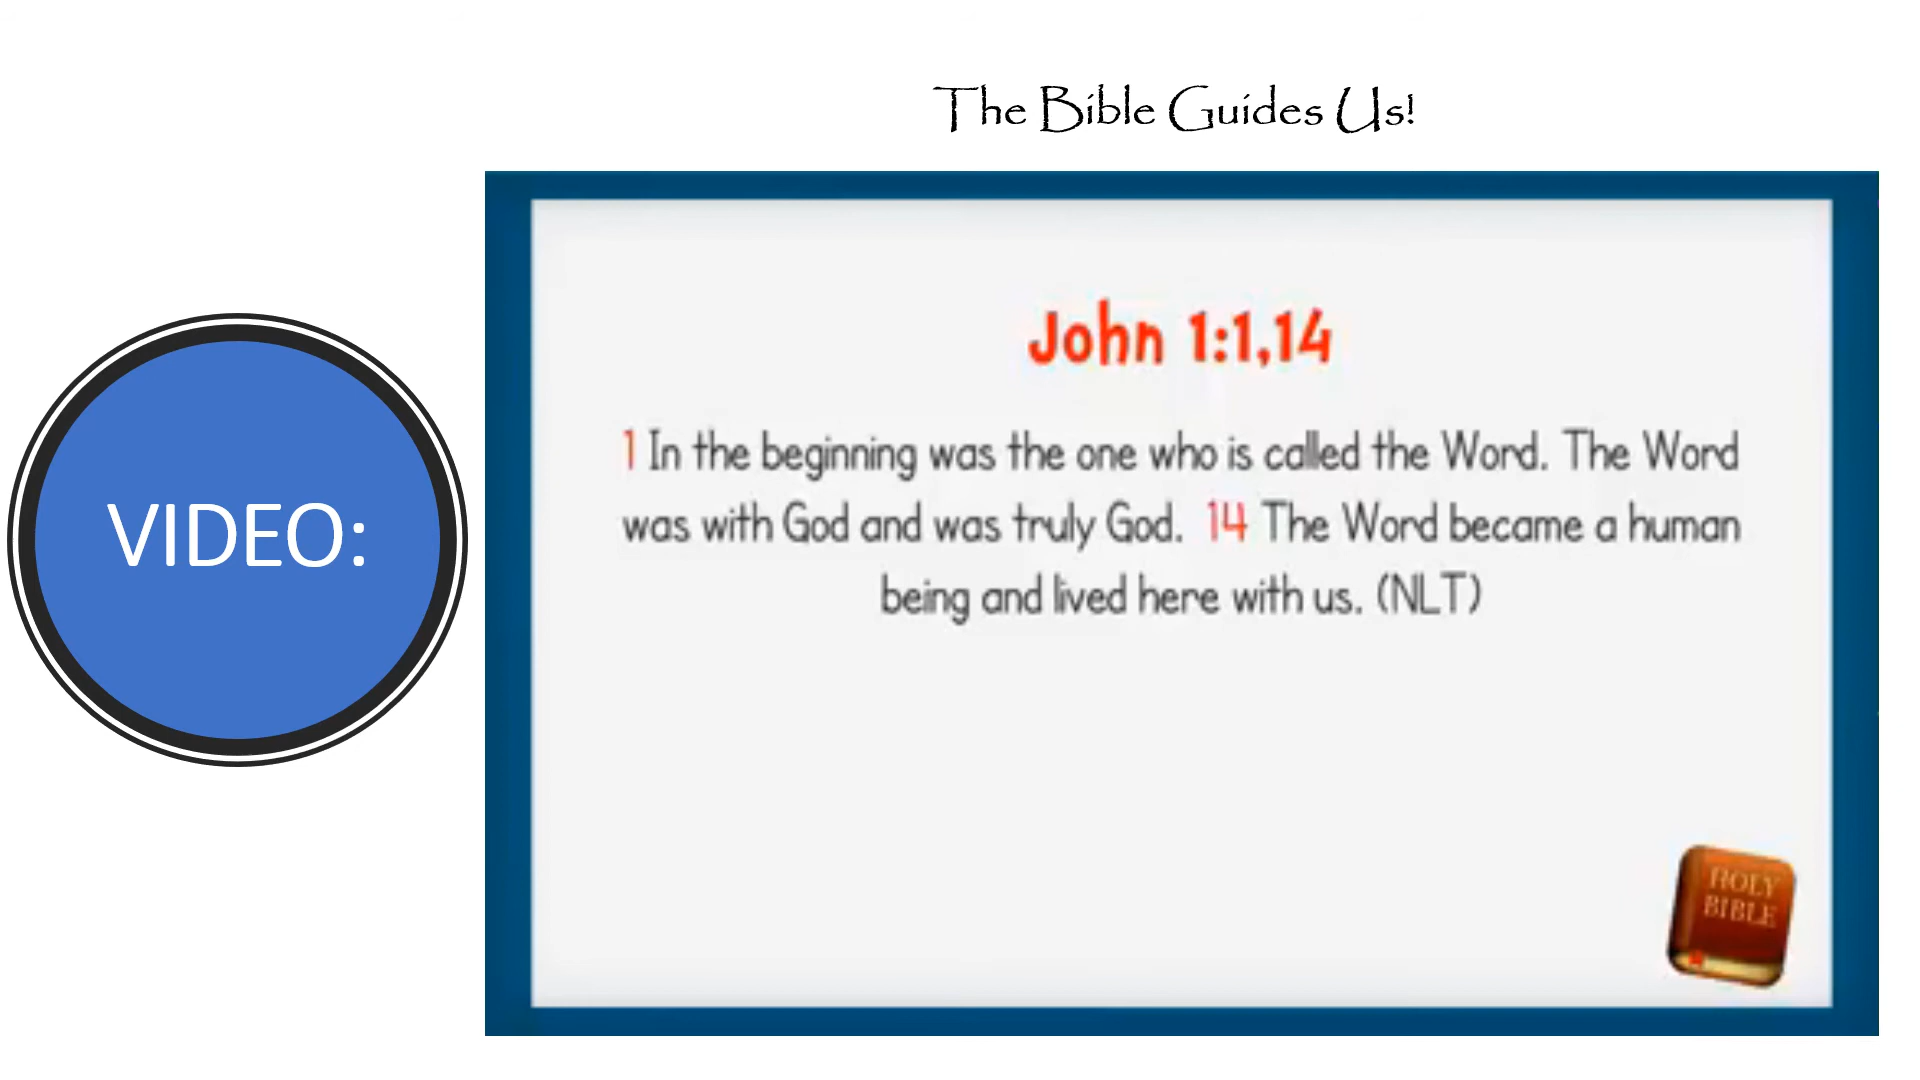 The Bible Guides Us!
VIDEO:
John 1:1,14
1 In the beginning was the one who is called the Word. The Word
was with God and was truly God. 14 The Word became a human
being and lived here with us. (NLT)
HOLY
BIBLE